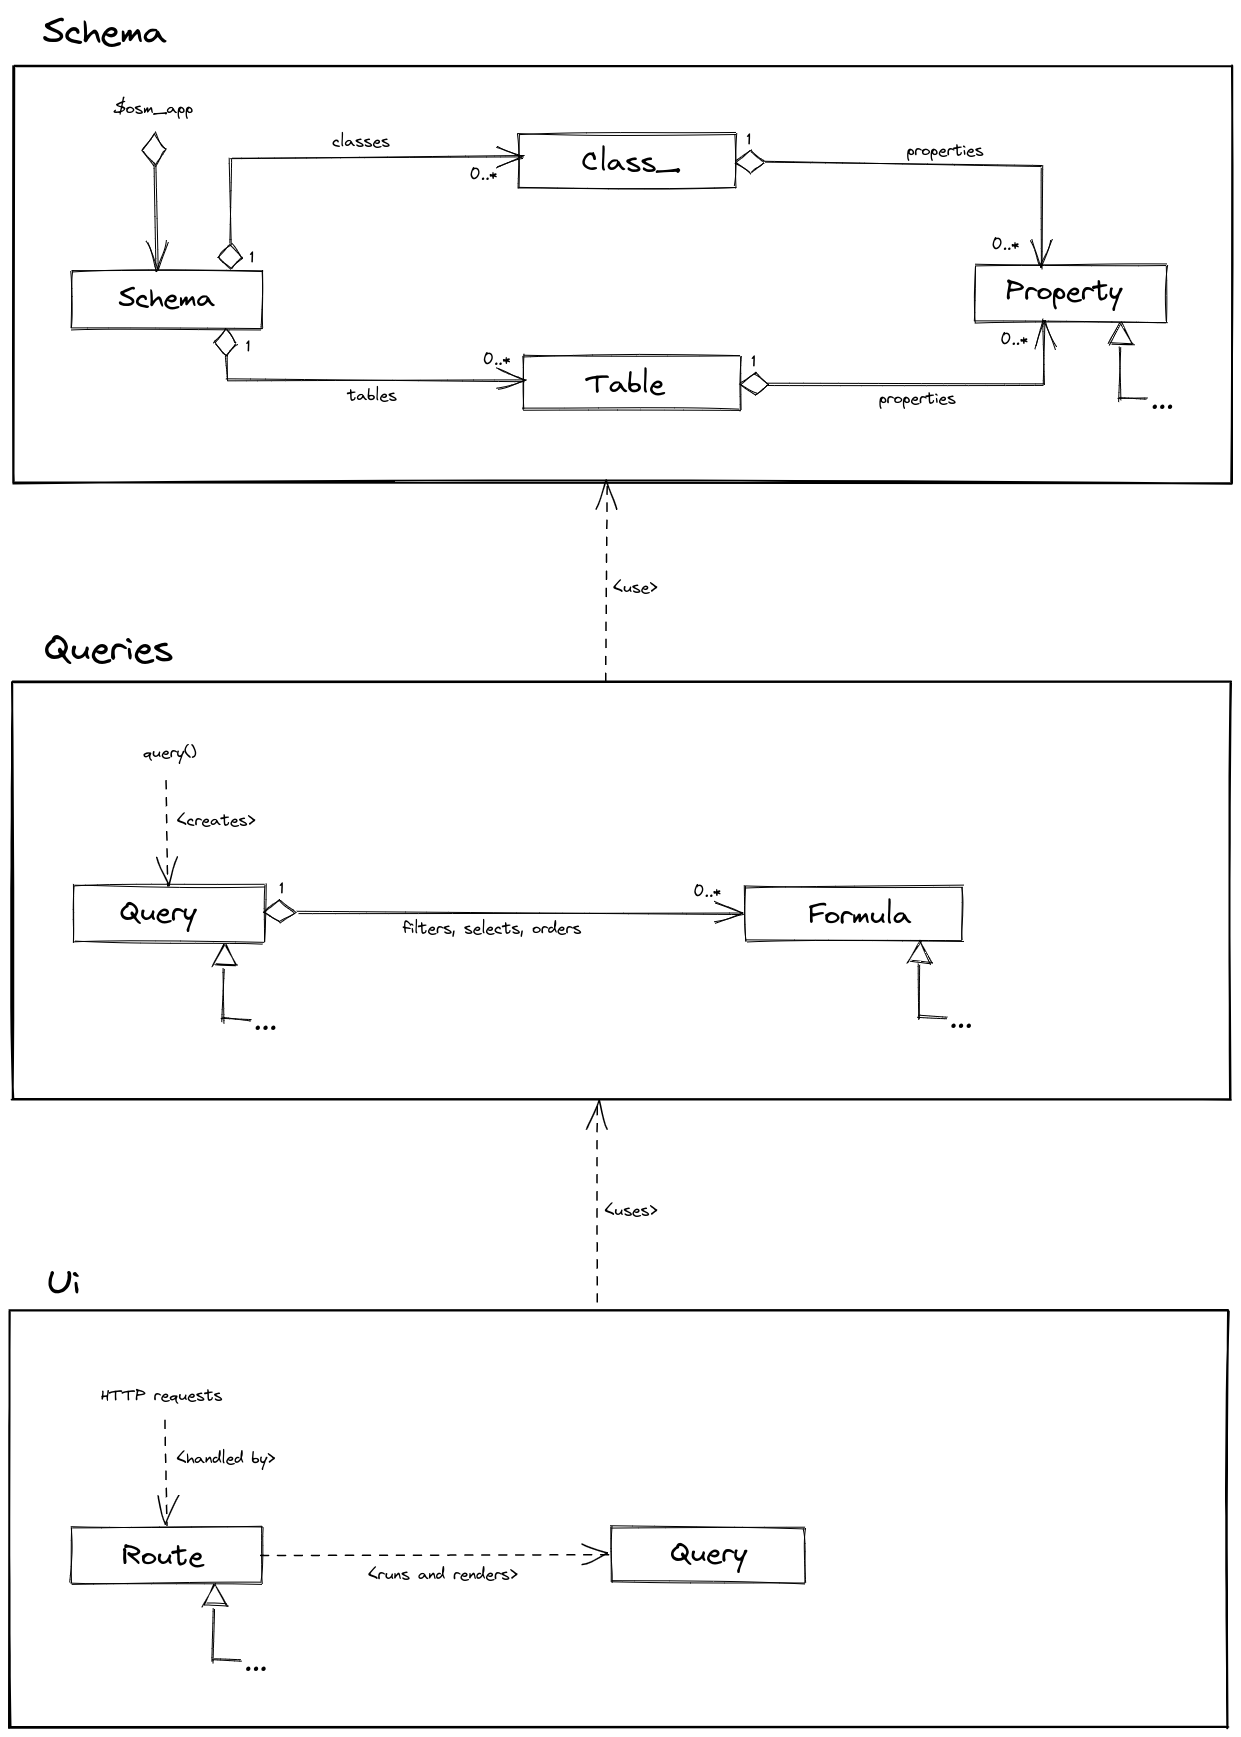 Schema
$osm_app
classes
0..*
Class_
1
properties
0..*
1
Schema
Property
1
0..*
0..*
tables
Table
1
properties
...
<use>
Queries
query()
<creates>
Query
1
0..*
filters, selects, orders
Formula
...
...
<uses>
Ui
HTTP requests
<handled by>
Route
<runs and renders>
Query
...